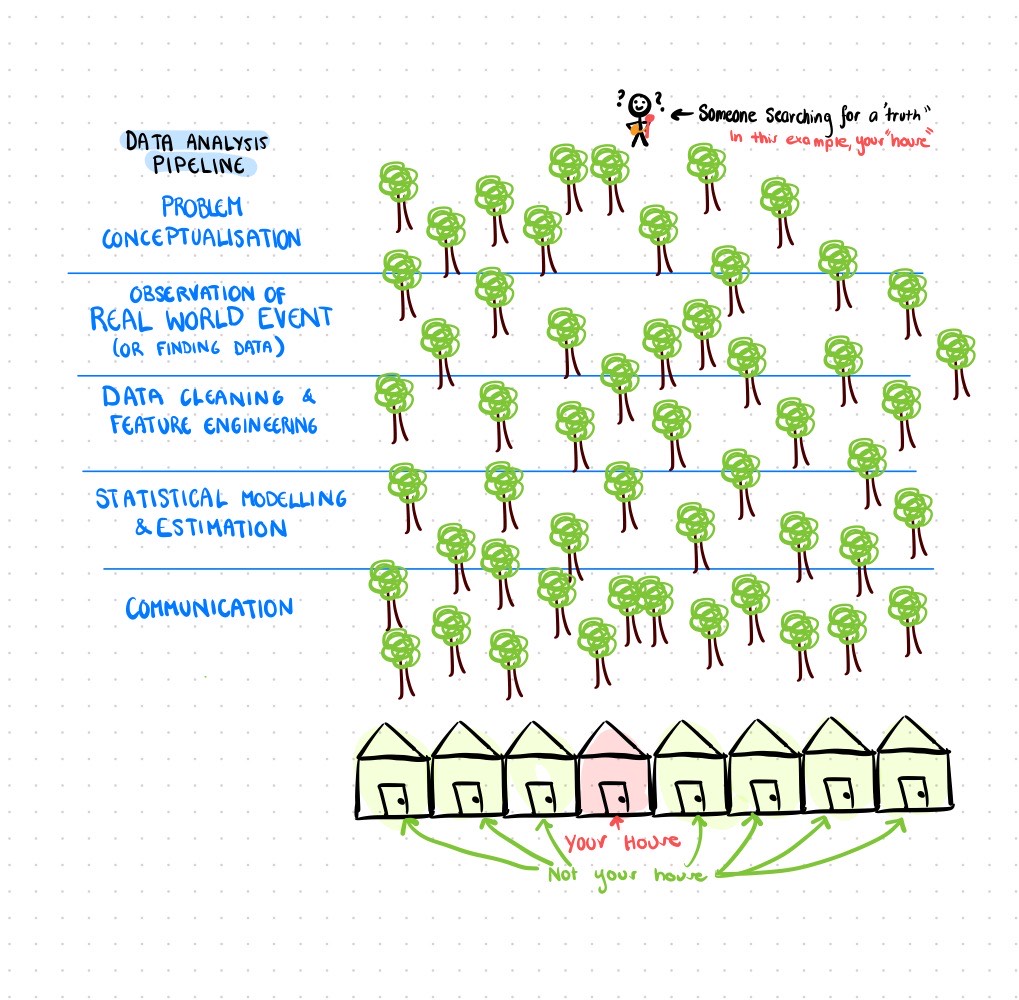 ? ?
← Someone Searching for a "truth"
In this example, your "house"
DATA ANALYSIS
PIPELINE
PROBLEM
CONCEPTUALISATION
OBSERVATION OF
REAL WORLD EVENT
(OR FINDING DATA)
DATA CLEANING &
FEATURE ENGINEERING
STATISTICAL MODELLING
& ESTIMATION
COMMUNICATION
Your House
Not your house